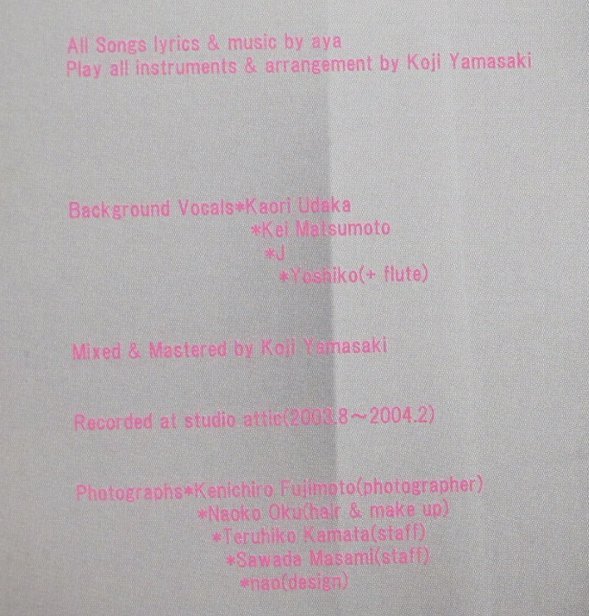 All Songs lyrics & music by aya
Play all instruments & arrangement by Koji Yamasaki
Background Vocals*Kaori Udaka
*Kei Matsumoto
*J
*Yoshiko(+ flute)
Mixed & Mastered by Koji Yamasaki
Recorded at studio attic(2003.8～2004.2)
Photographs*Kenichiro Fujimoto(photographer)
*Naoko Oku(hair & make up)
*Teruhiko Kamata(staff)
*Sawada Masami(staff)
*nao(design)